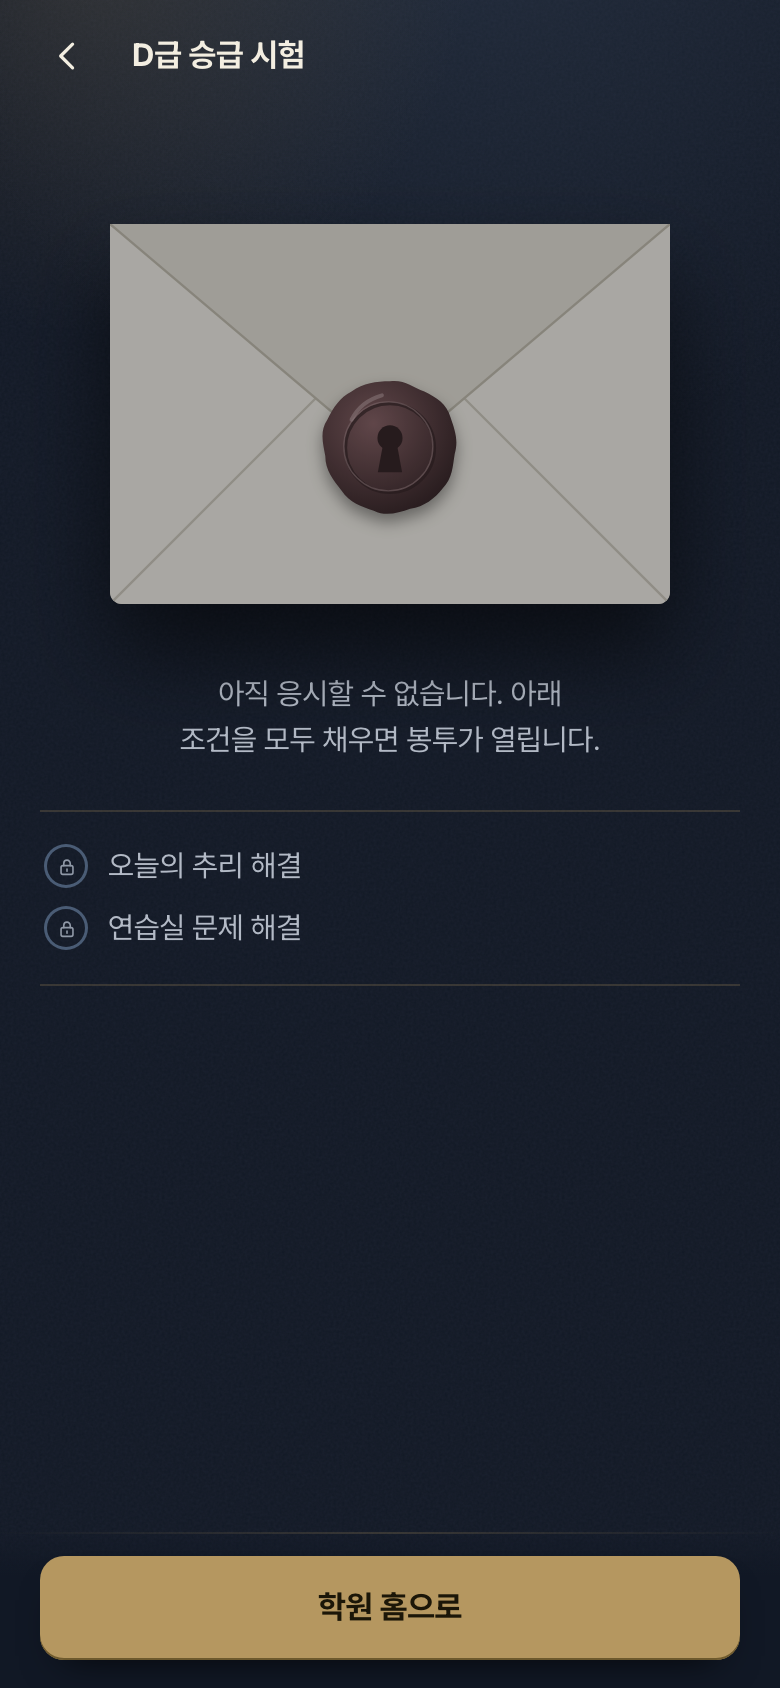 D급 승급 시험
아직 응시할 수 없습니다. 아래
조건을 모두 채우면 봉투가 열립니다.
오늘의 추리 해결
연습실 문제 해결
학원 홈으로